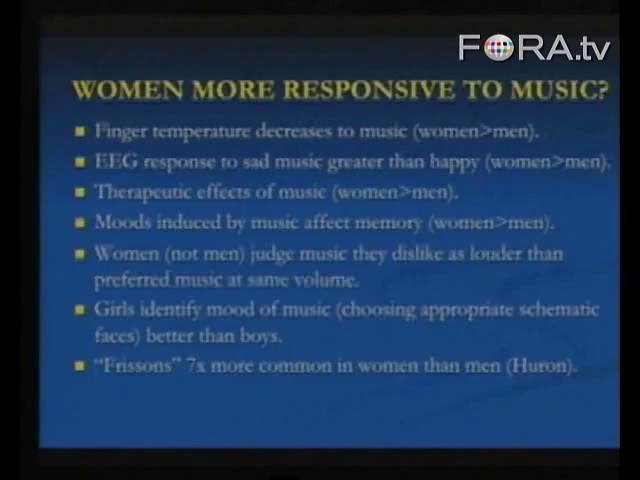 FORA.tv
WOMEN MORE RESPONSIVE TO MUSIC?
Finger temperature decreases to music (women>men).
EEG response to sad music greater than happy (women>men).
Therapeutic effects of music (women>men).
Moods induced by music affect memory (women>men).
Women (not men) judge music they dislike as louder than
preferred music at same volume.
Girls identify mood of music (choosing appropriate schematic
faces) better than boys.
"Frissons" 7x more common in women than men (Huron).